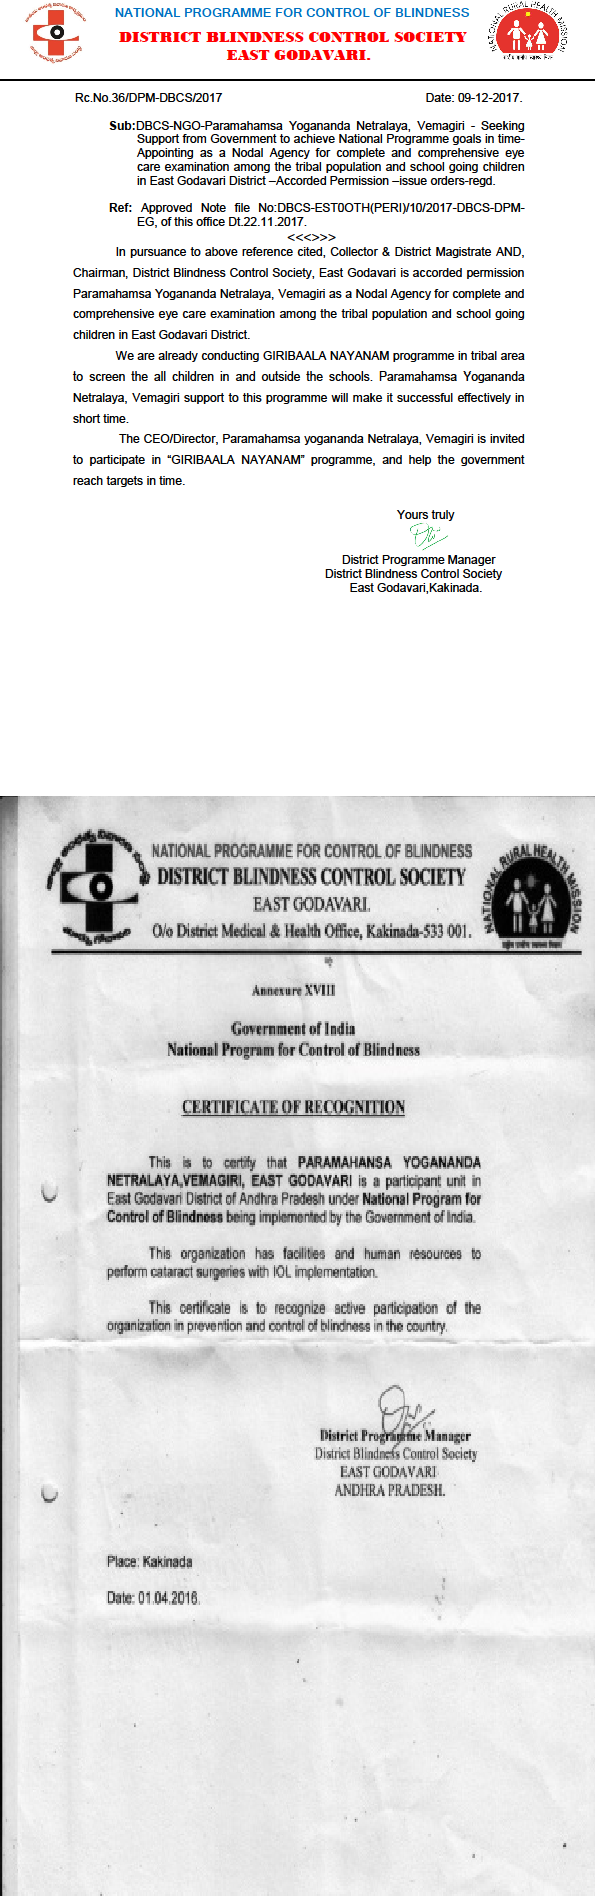 NATIONAL PROGRAMME FOR CONTROL OF BLINDNESS
DISTRICT BLINDNESS CONTROL SOCIETY
EAST GODAVARI.
NATIONAL RURAL HEALTH MISSION
Rc.No.36/DPM-DBCS/2017 Date: 09-12-2017.
Sub:DBCS-NGO-Paramahamsa Yogananda Netralaya, Vemagiri - Seeking
Support from Government to achieve National Programme goals in time-
Appointing as a Nodal Agency for complete and comprehensive eye
care examination among the tribal population and school going children
in East Godavari District –Accorded Permission –issue orders-regd.
Ref: Approved Note file No:DBCS-EST0OTH(PERI)/10/2017-DBCS-DPM-
EG, of this office Dt.22.11.2017.
<<<>>>
In pursuance to above reference cited, Collector & District Magistrate AND,
Chairman, District Blindness Control Society, East Godavari is accorded permission
Paramahamsa Yogananda Netralaya, Vemagiri as a Nodal Agency for complete and
comprehensive eye care examination among the tribal population and school going
children in East Godavari District.
We are already conducting GIRIBAALA NAYANAM programme in tribal area
to screen the all children in and outside the schools. Paramahamsa Yogananda
Netralaya, Vemagiri support to this programme will make it successful effectively in
short time.
The CEO/Director, Paramahamsa yogananda Netralaya, Vemagiri is invited
to participate in “GIRIBAALA NAYANAM” programme, and help the government
reach targets in time.
Yours truly
District Programme Manager
District Blindness Control Society
East Godavari,Kakinada.
NATIONAL PROGRAMME FOR CONTROL OF BLINDNESS
DISTRICT BLINDNESS CONTROL SOCIETY
EAST GODAVARI.
O/o District Medical & Health Office, Kakinada-533 001.
NATIONAL RURAL HEALTH MISSION
Annexure XVIII
Government of India
National Program for Control of Blindness
CERTIFICATE OF RECOGNITION
This is to certify that PARAMAHANSA YOGANANDA
NETRALAYA,VEMAGIRI, EAST GODAVARI is a participant unit in
East Godavari District of Andhra Pradesh under National Program for
Control of Blindness being implemented by the Government of India.
This organization has facilities and human resources to
perform cataract surgeries with IOL implementation.
This certificate is to recognize active participation of the
organization in prevention and control of blindness in the country.
District Programme Manager
District Blindness Control Society
EAST GODAVARI
ANDHRA PRADESH.
Place: Kakinada
Date: 01.04.2016.